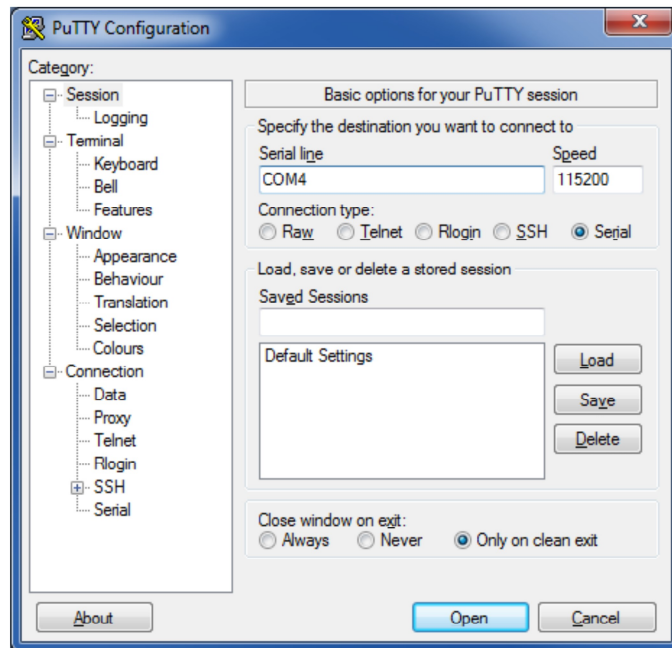 PuTTY Configuration
X
Category:
Session
Logging
Terminal
Keyboard
Bell
Features
Window
Appearance
Behaviour
Translation
Selection
Colours
Connection
Data
Proxy
Telnet
Rlogin
SSH
Serial
Basic options for your PuTTY session
Specify the destination you want to connect to
Serial line Speed
COM4 115200
Connection type:
Raw Telnet Rlogin SSH Serial
Load, save or delete a stored session
Saved Sessions
Default Settings
Load
Save
Delete
Close window on exit:
Always Never Only on clean exit
About Open Cancel